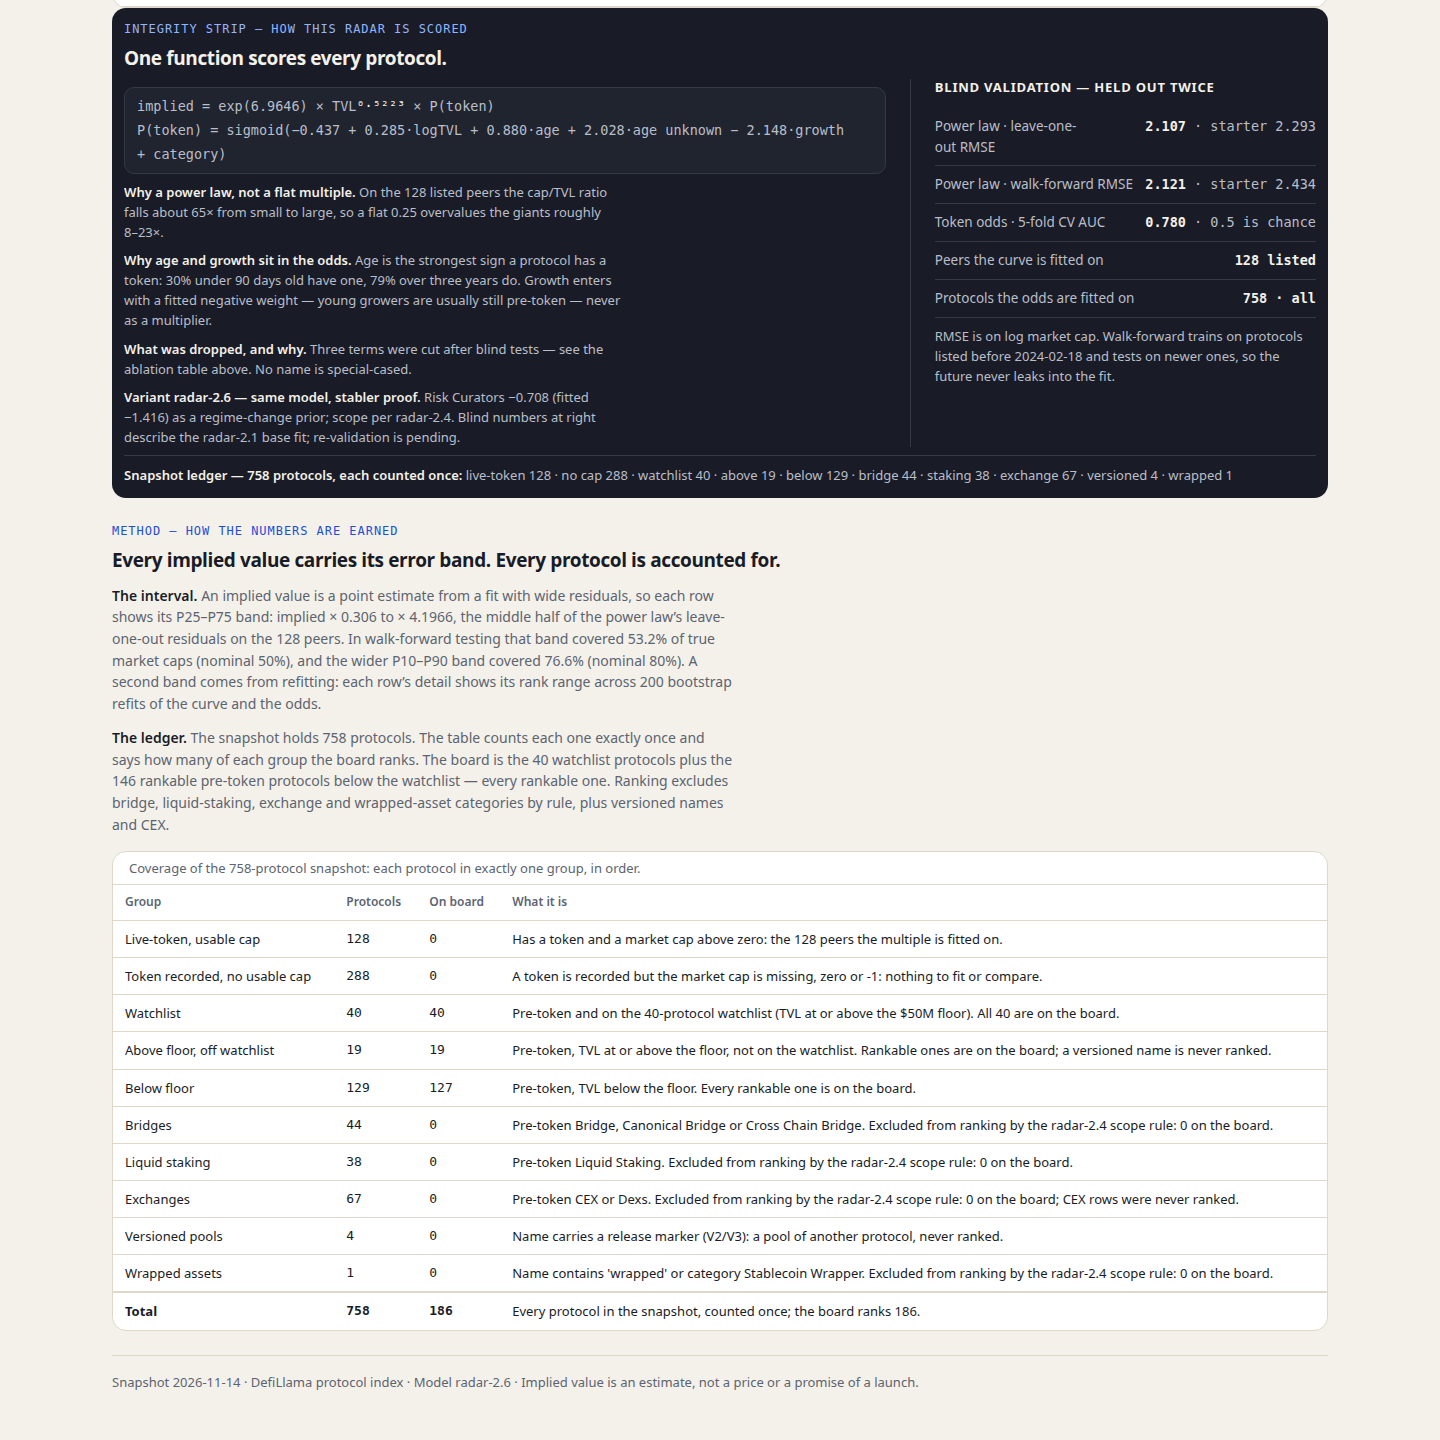 INTEGRITY STRIP — HOW THIS RADAR IS SCORED
One function scores every protocol.
implied = exp(6.9646) × TVL⁰·⁵²²³ × P(token)
P(token) = sigmoid(−0.437 + 0.285·logTVL + 0.880·age + 2.028·age unknown − 2.148·growth
+ category)
Why a power law, not a flat multiple. On the 128 listed peers the cap/TVL ratio
falls about 65× from small to large, so a flat 0.25 overvalues the giants roughly
8–23×.
Why age and growth sit in the odds. Age is the strongest sign a protocol has a
token: 30% under 90 days old have one, 79% over three years do. Growth enters
with a fitted negative weight — young growers are usually still pre-token — never
as a multiplier.
What was dropped, and why. Three terms were cut after blind tests — see the
ablation table above. No name is special-cased.
Variant radar-2.6 — same model, stabler proof. Risk Curators −0.708 (fitted
−1.416) as a regime-change prior; scope per radar-2.4. Blind numbers at right
describe the radar-2.1 base fit; re-validation is pending.
BLIND VALIDATION — HELD OUT TWICE
Power law · leave-one-
out RMSE
2.107 · starter 2.293
Power law · walk-forward RMSE 2.121 · starter 2.434
Token odds · 5-fold CV AUC 0.780 · 0.5 is chance
Peers the curve is fitted on 128 listed
Protocols the odds are fitted on 758 · all
RMSE is on log market cap. Walk-forward trains on protocols
listed before 2024-02-18 and tests on newer ones, so the
future never leaks into the fit.
Snapshot ledger — 758 protocols, each counted once: live-token 128 · no cap 288 · watchlist 40 · above 19 · below 129 · bridge 44 · staking 38 · exchange 67 · versioned 4 · wrapped 1
METHOD — HOW THE NUMBERS ARE EARNED
Every implied value carries its error band. Every protocol is accounted for.
The interval. An implied value is a point estimate from a fit with wide residuals, so each row
shows its P25–P75 band: implied × 0.306 to × 4.1966, the middle half of the power law's leave-
one-out residuals on the 128 peers. In walk-forward testing that band covered 53.2% of true
market caps (nominal 50%), and the wider P10–P90 band covered 76.6% (nominal 80%). A
second band comes from refitting: each row's detail shows its rank range across 200 bootstrap
refits of the curve and the odds.
The ledger. The snapshot holds 758 protocols. The table counts each one exactly once and
says how many of each group the board ranks. The board is the 40 watchlist protocols plus the
146 rankable pre-token protocols below the watchlist — every rankable one. Ranking excludes
bridge, liquid-staking, exchange and wrapped-asset categories by rule, plus versioned names
and CEX.
Coverage of the 758-protocol snapshot: each protocol in exactly one group, in order.
Group Protocols On board What it is
Live-token, usable cap 128 0 Has a token and a market cap above zero: the 128 peers the multiple is fitted on.
Token recorded, no usable cap 288 0 A token is recorded but the market cap is missing, zero or -1: nothing to fit or compare.
Watchlist 40 40 Pre-token and on the 40-protocol watchlist (TVL at or above the $50M floor). All 40 are on the board.
Above floor, off watchlist 19 19 Pre-token, TVL at or above the floor, not on the watchlist. Rankable ones are on the board; a versioned name is never ranked.
Below floor 129 127 Pre-token, TVL below the floor. Every rankable one is on the board.
Bridges 44 0 Pre-token Bridge, Canonical Bridge or Cross Chain Bridge. Excluded from ranking by the radar-2.4 scope rule: 0 on the board.
Liquid staking 38 0 Pre-token Liquid Staking. Excluded from ranking by the radar-2.4 scope rule: 0 on the board.
Exchanges 67 0 Pre-token CEX or Dexs. Excluded from ranking by the radar-2.4 scope rule: 0 on the board; CEX rows were never ranked.
Versioned pools 4 0 Name carries a release marker (V2/V3): a pool of another protocol, never ranked.
Wrapped assets 1 0 Name contains 'wrapped' or category Stablecoin Wrapper. Excluded from ranking by the radar-2.4 scope rule: 0 on the board.
Total 758 186 Every protocol in the snapshot, counted once; the board ranks 186.
Snapshot 2026-11-14 · DefiLlama protocol index · Model radar-2.6 · Implied value is an estimate, not a price or a promise of a launch.